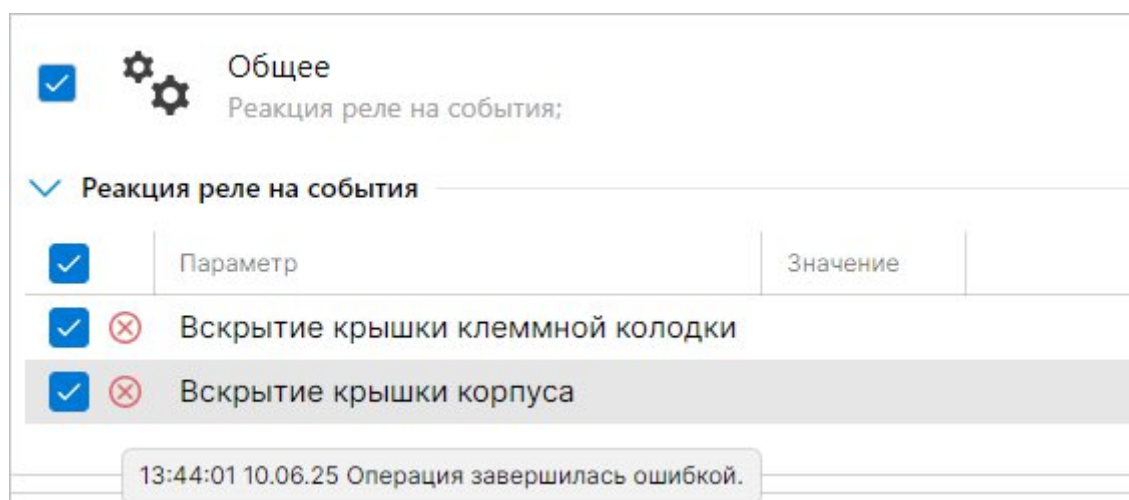 Общее
Реакция реле на события;
Реакция реле на события
Параметр Значение
Вскрытие крышки клеммной колодки
Вскрытие крышки корпуса
13:44:01 10.06.25 Операция завершилась ошибкой.